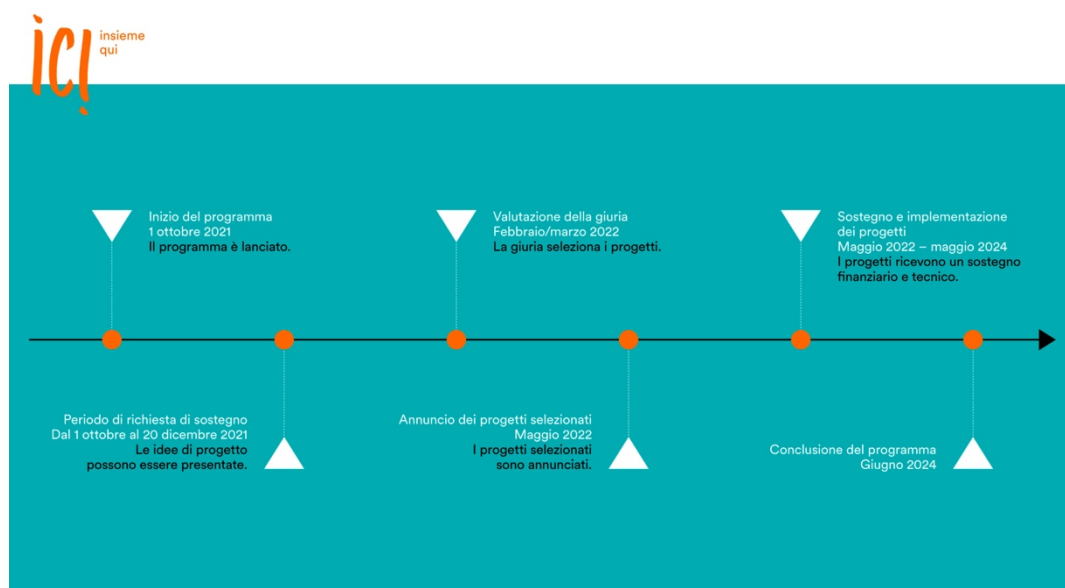 ici
insieme
qui
Inizio del programma
1 ottobre 2021
Il programma è lanciato.
Valutazione della giuria
Febbraio/marzo 2022
La giuria seleziona i progetti.
Sostegno e implementazione
dei progetti
Maggio 2022 – maggio 2024
I progetti ricevono un sostegno
finanziario e tecnico.
Periodo di richiesta di sostegno
Dal 1 ottobre al 20 dicembre 2021
Le idee di progetto
possono essere presentate.
Annuncio dei progetti selezionati
Maggio 2022
I progetti selezionati
sono annunciati.
Conclusione del programma
Giugno 2024